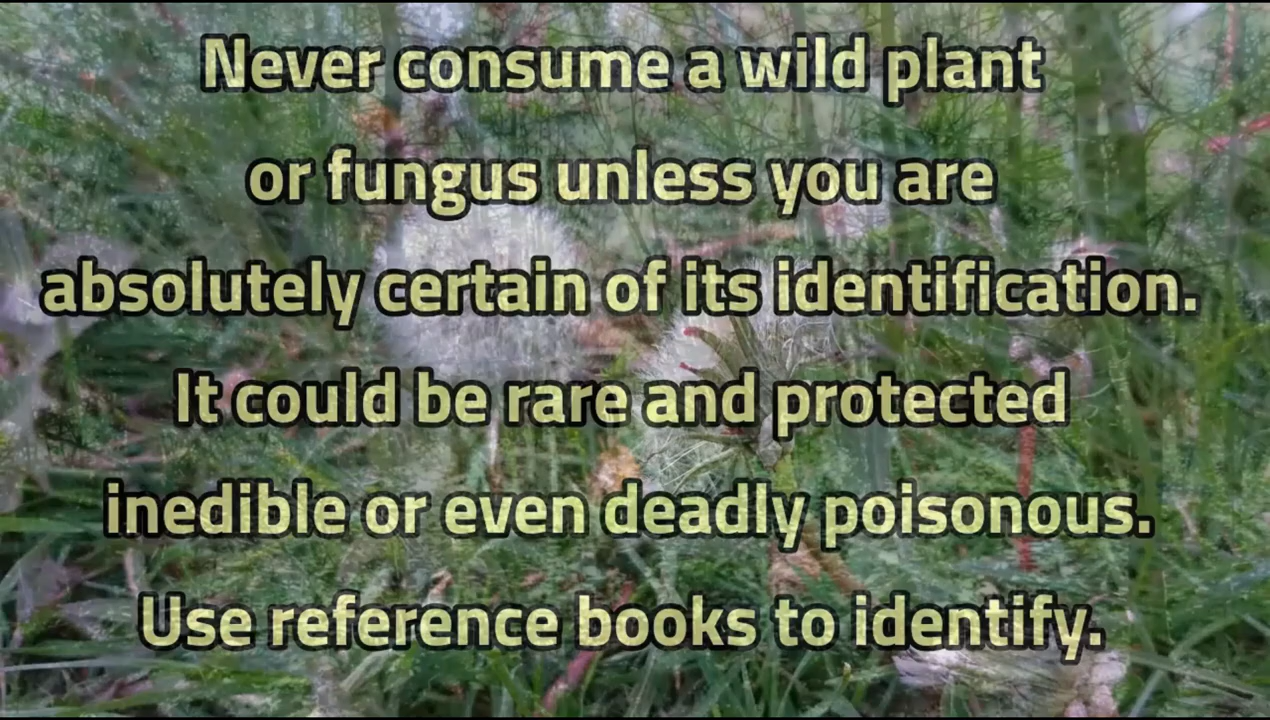 Never consume a wild plant
or fungus unless you are
absolutely certain of its identification.
It could be rare and protected
inedible or even deadly poisonous.
Use reference books to identify.